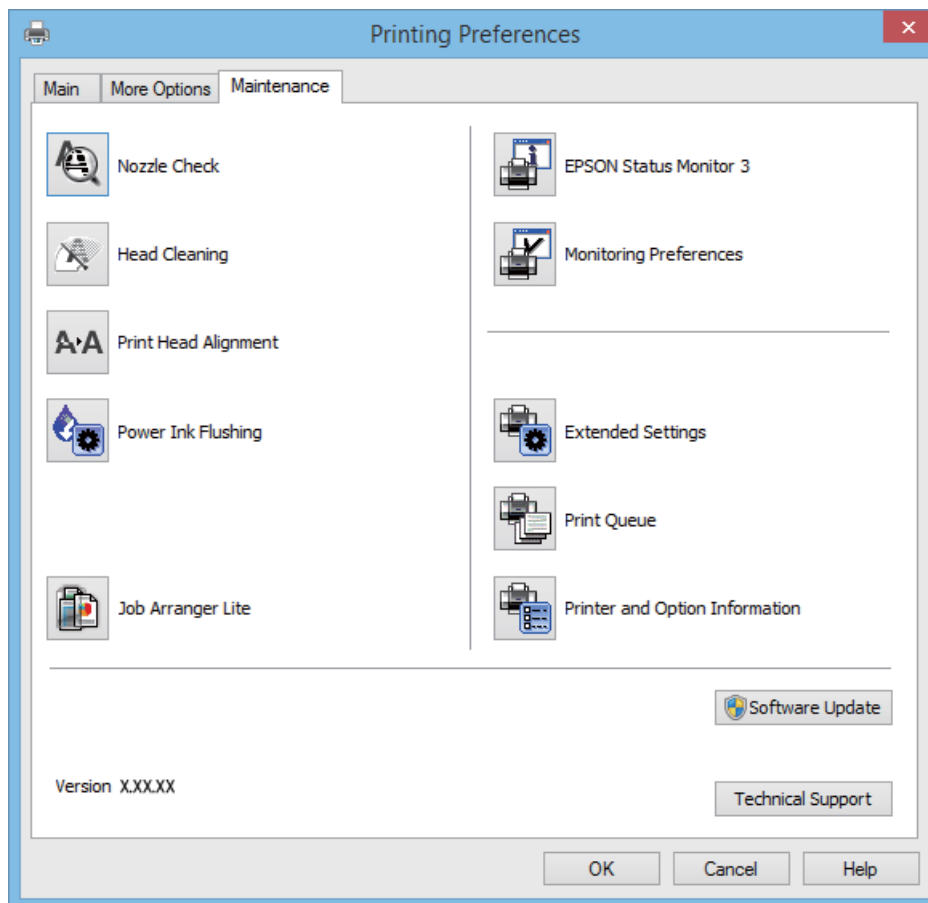 Printing Preferences
Main
More Options
Maintenance
Nozzle Check
Head Cleaning
A·A
Print Head Alignment
Power Ink Flushing
Job Arranger Lite
EPSON Status Monitor 3
Monitoring Preferences
Extended Settings
Print Queue
Printer and Option Information
Software Update
Version X.XX.XX
Technical Support
OK
Cancel
Help